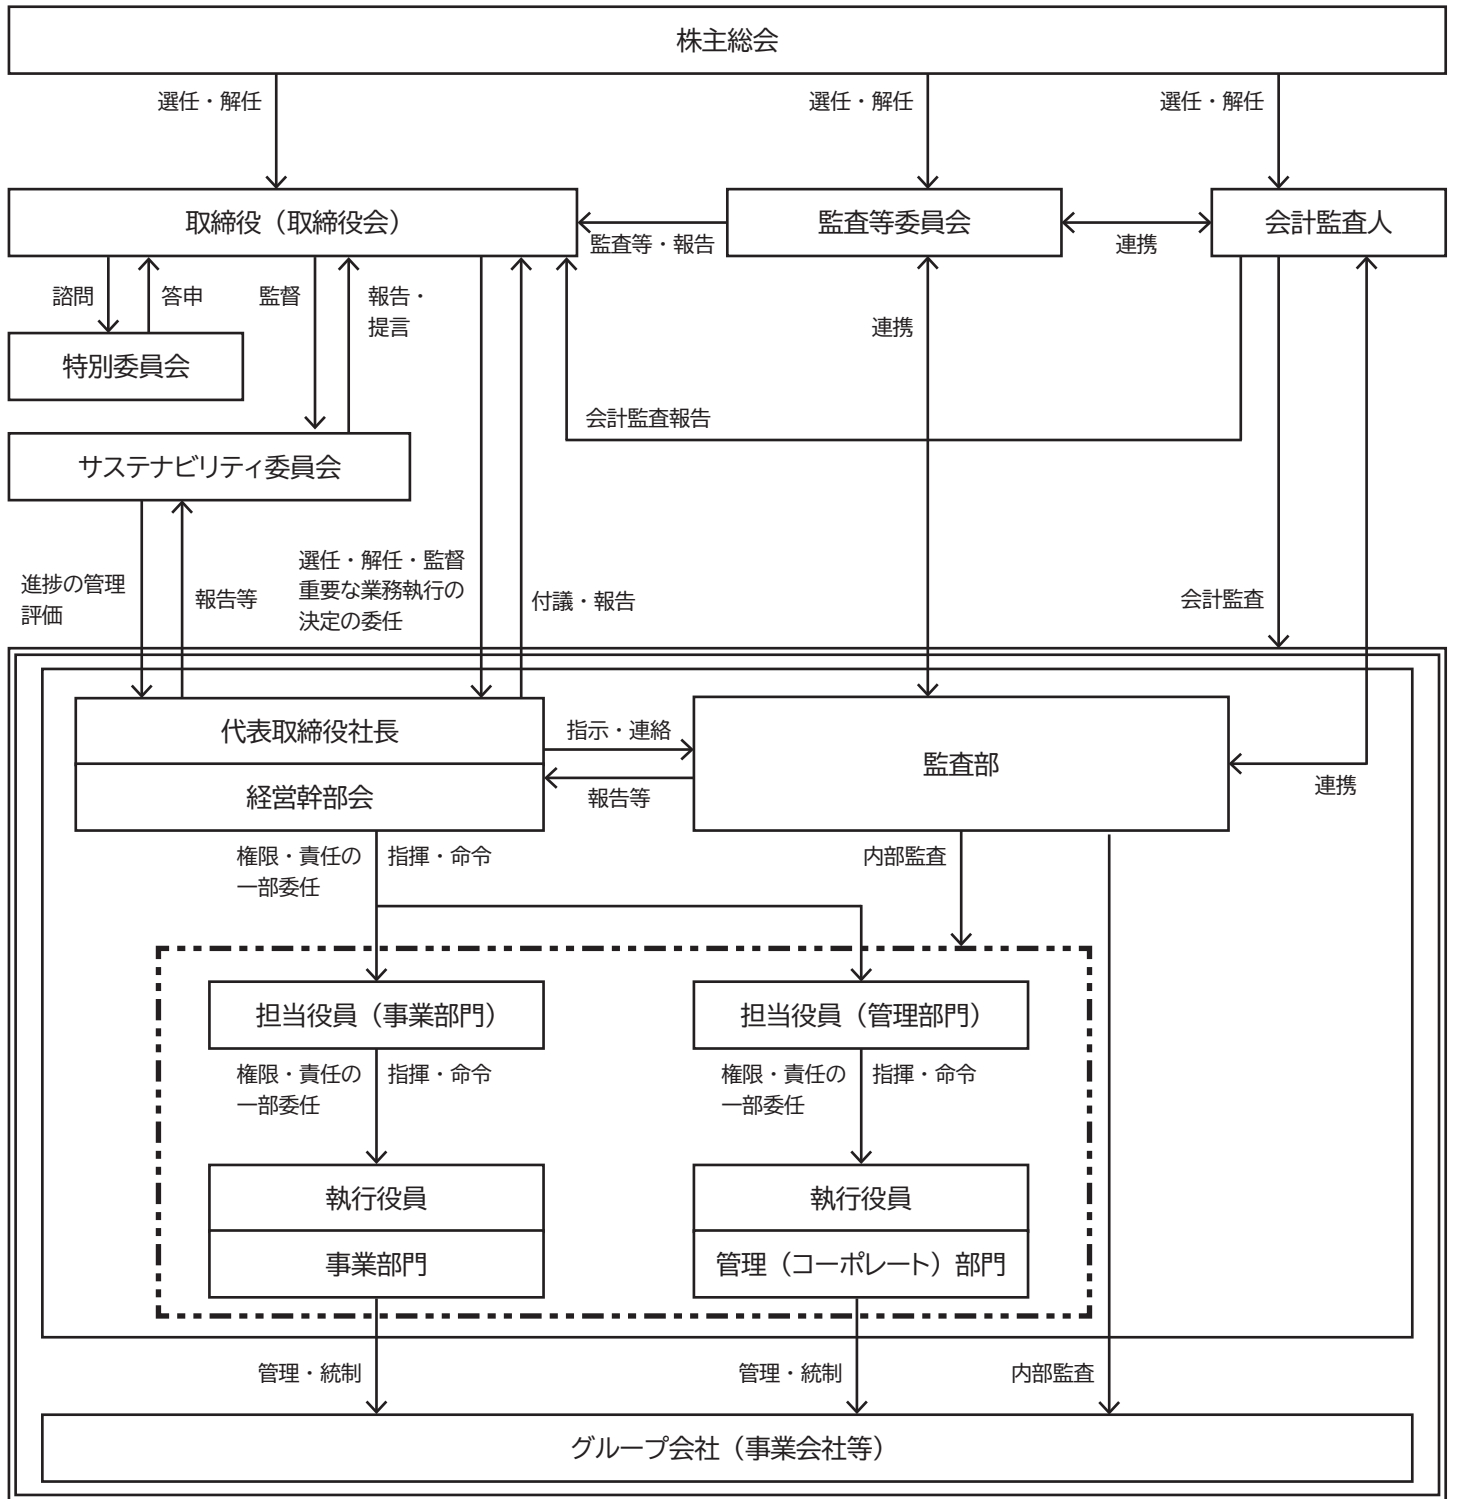 株主総会
選任・解任
選任・解任
選任・解任
取締役（取締役会）
監査等委員会
会計監査人
監査等・報告
連携
諮問
答申
監督
報告・
提言
連携
特別委員会
会計監査報告
サステナビリティ委員会
進捗の管理
評価
報告等
選任・解任・監督
重要な業務執行の
決定の委任
付議・報告
会計監査
代表取締役社長
経営幹部会
指示・連絡
報告等
監査部
連携
権限・責任の
一部委任
指揮・命令
内部監査
担当役員（事業部門）
担当役員（管理部門）
権限・責任の
一部委任
指揮・命令
権限・責任の
一部委任
指揮・命令
執行役員
事業部門
執行役員
管理（コーポレート）部門
管理・統制
管理・統制
内部監査
グループ会社（事業会社等）